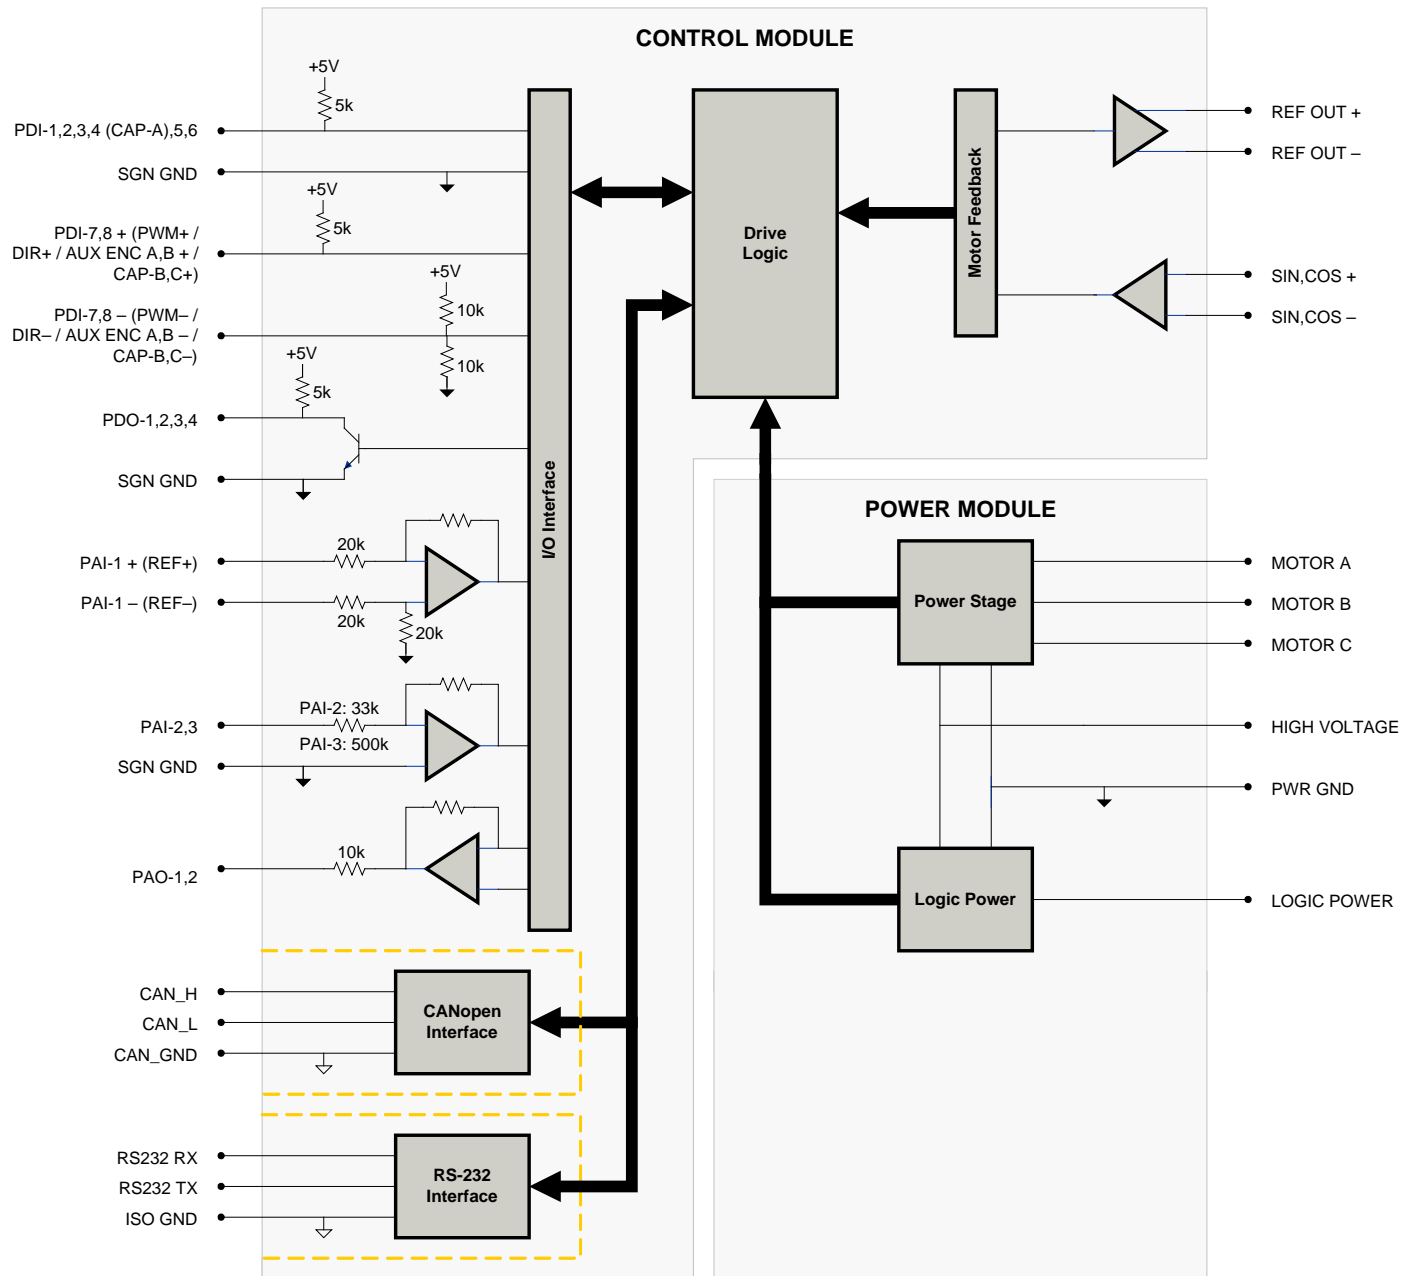 CONTROL MODULE
+5V
5k
PDI-1,2,3,4 (CAP-A),5,6
SGN GND
+5V
5k
PDI-7,8 + (PWM+ /
DIR+ / AUX ENC A,B + /
CAP-B,C+)
+5V
10k
PDI-7,8 – (PWM– /
DIR– / AUX ENC A,B – /
CAP-B,C–)
10k
+5V
5k
PDO-1,2,3,4
SGN GND
20k
PAI-1 + (REF+)
PAI-1 – (REF–)
20k
20k
PAI-2: 33k
PAI-2,3
PAI-3: 500k
SGN GND
10k
PAO-1,2
I/O Interface
Drive
Logic
Motor Feedback
REF OUT +
REF OUT –
SIN,COS +
SIN,COS –
POWER MODULE
Power Stage
MOTOR A
MOTOR B
MOTOR C
HIGH VOLTAGE
PWR GND
Logic Power
LOGIC POWER
CAN_H
CAN_L
CAN_GND
CANopen
Interface
RS232 RX
RS232 TX
ISO GND
RS-232
Interface